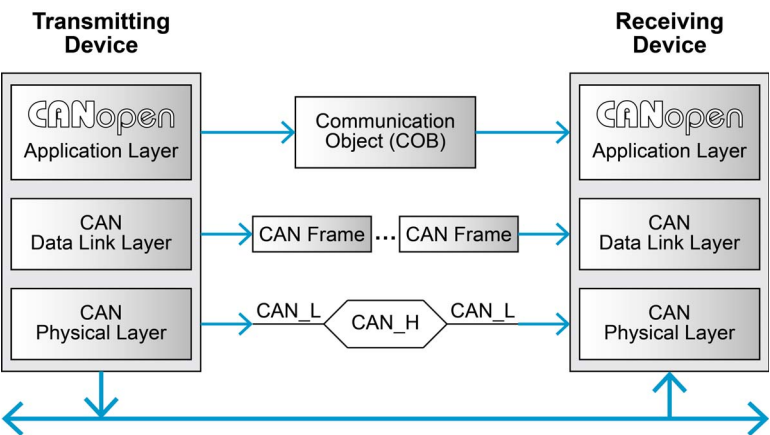 Transmitting
Device
Receiving
Device
CANopen
Application Layer
Communication
Object (COB)
CANopen
Application Layer
CAN
Data Link Layer
CAN Frame
...
CAN Frame
CAN
Data Link Layer
CAN
Physical Layer
CAN_L
CAN_H
CAN_L
CAN
Physical Layer